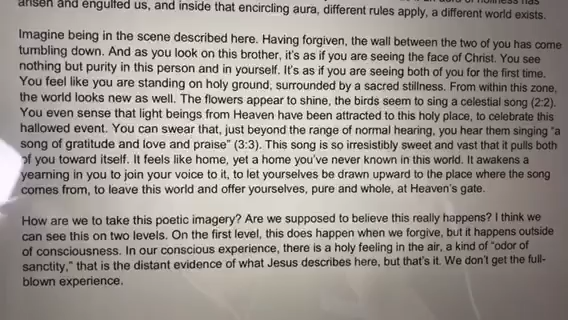 arisen and engulfed us, and inside that encircling aura, different rules apply, a different world exists.
Imagine being in the scene described here. Having forgiven, the wall between the two of you has come
tumbling down. And as you look on this brother, it's as if you are seeing the face of Christ. You see
nothing but purity in this person and in yourself. It's as if you are seeing both of you for the first time.
You feel like you are standing on holy ground, surrounded by a sacred stillness. From within this zone,
the world looks new as well. The flowers appear to shine, the birds seem to sing a celestial song (2:2).
You even sense that light beings from Heaven have been attracted to this holy place, to celebrate this
hallowed event. You can swear that, just beyond the range of normal hearing, you hear them singing "a
song of gratitude and love and praise" (3:3). This song is so irresistibly sweet and vast that it pulls both
of you toward itself. It feels like home, yet a home you've never known in this world. It awakens a
yearning in you to join your voice to it, to let yourselves be drawn upward to the place where the song
comes from, to leave this world and offer yourselves, pure and whole, at Heaven's gate.
How are we to take this poetic imagery? Are we supposed to believe this really happens? I think we
can see this on two levels. On the first level, this does happen when we forgive, but it happens outside
of consciousness. In our conscious experience, there is a holy feeling in the air, a kind of "odor of
sanctity," that is the distant evidence of what Jesus describes here, but that's it. We don't get the full-
blown experience.